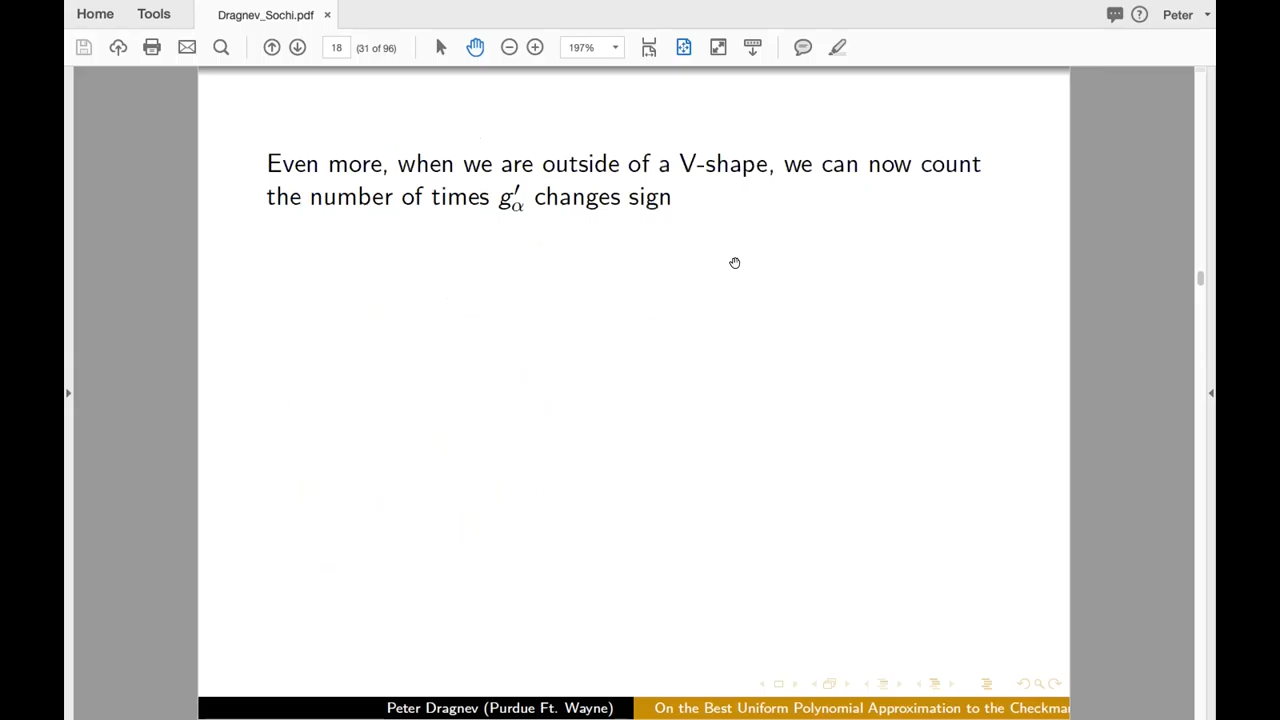 Home Tools Dragnev_Sochi.pdf × Peter
18 (31 of 96) 197%
Even more, when we are outside of a V-shape, we can now count
the number of times g′α changes sign
Peter Dragnev (Purdue Ft. Wayne) On the Best Uniform Polynomial Approximation to the Checkmar